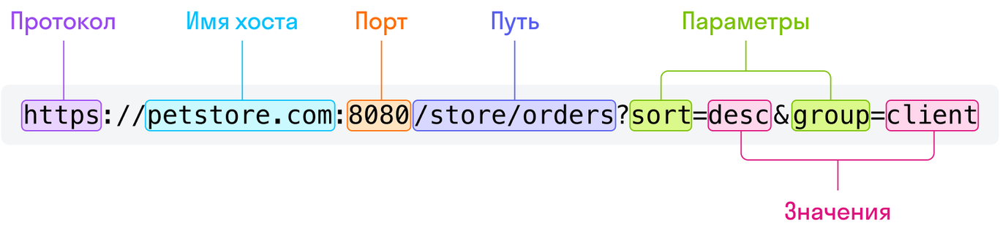 Протокол Имя хоста Порт Путь Параметры
https://petstore.com:8080/store/orders?sort=desc&group=client
Значения